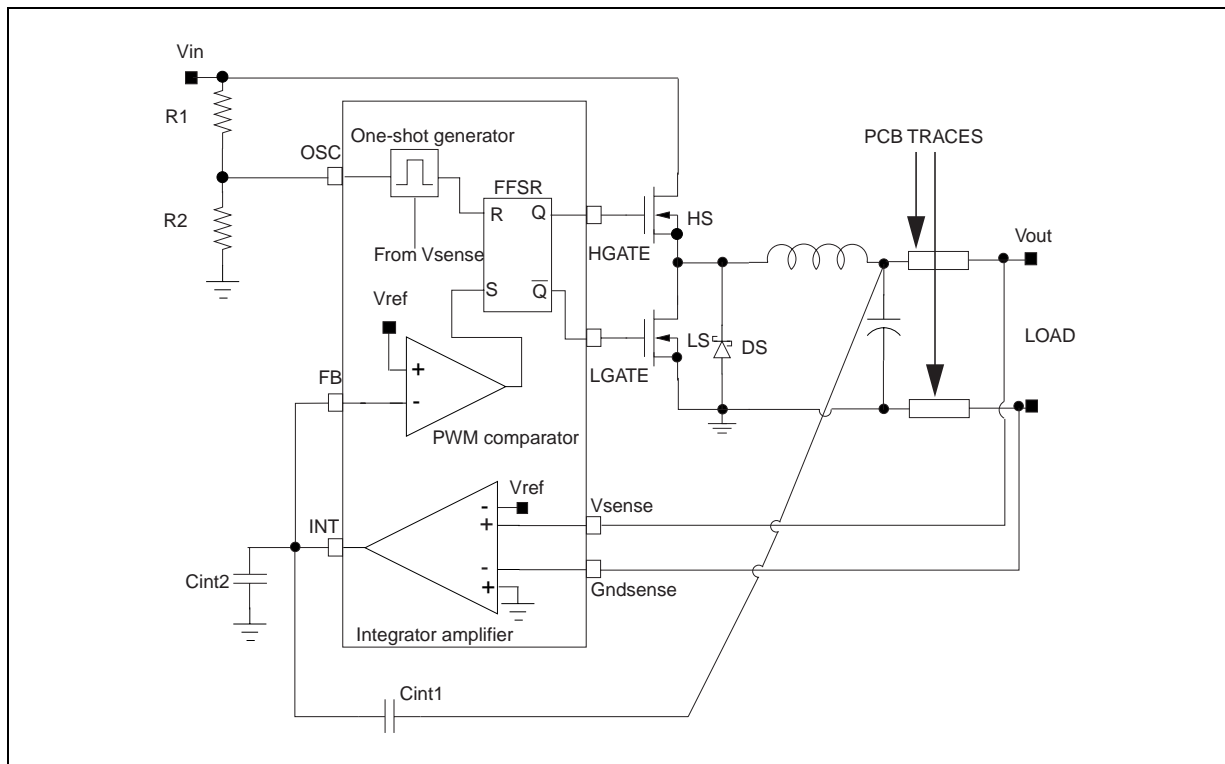 Vin
R1
One-shot generator
PCB TRACES
OSC
FFSR
R
Q
HS
R2
From Vsense
HGATE
Vout
S
Q
Vref
LS
DS
LOAD
+
LGATE
FB
-
PWM comparator
Vref
-
Vsense
INT
+
Cint2
-
+
Gndsense
Integrator amplifier
Cint1